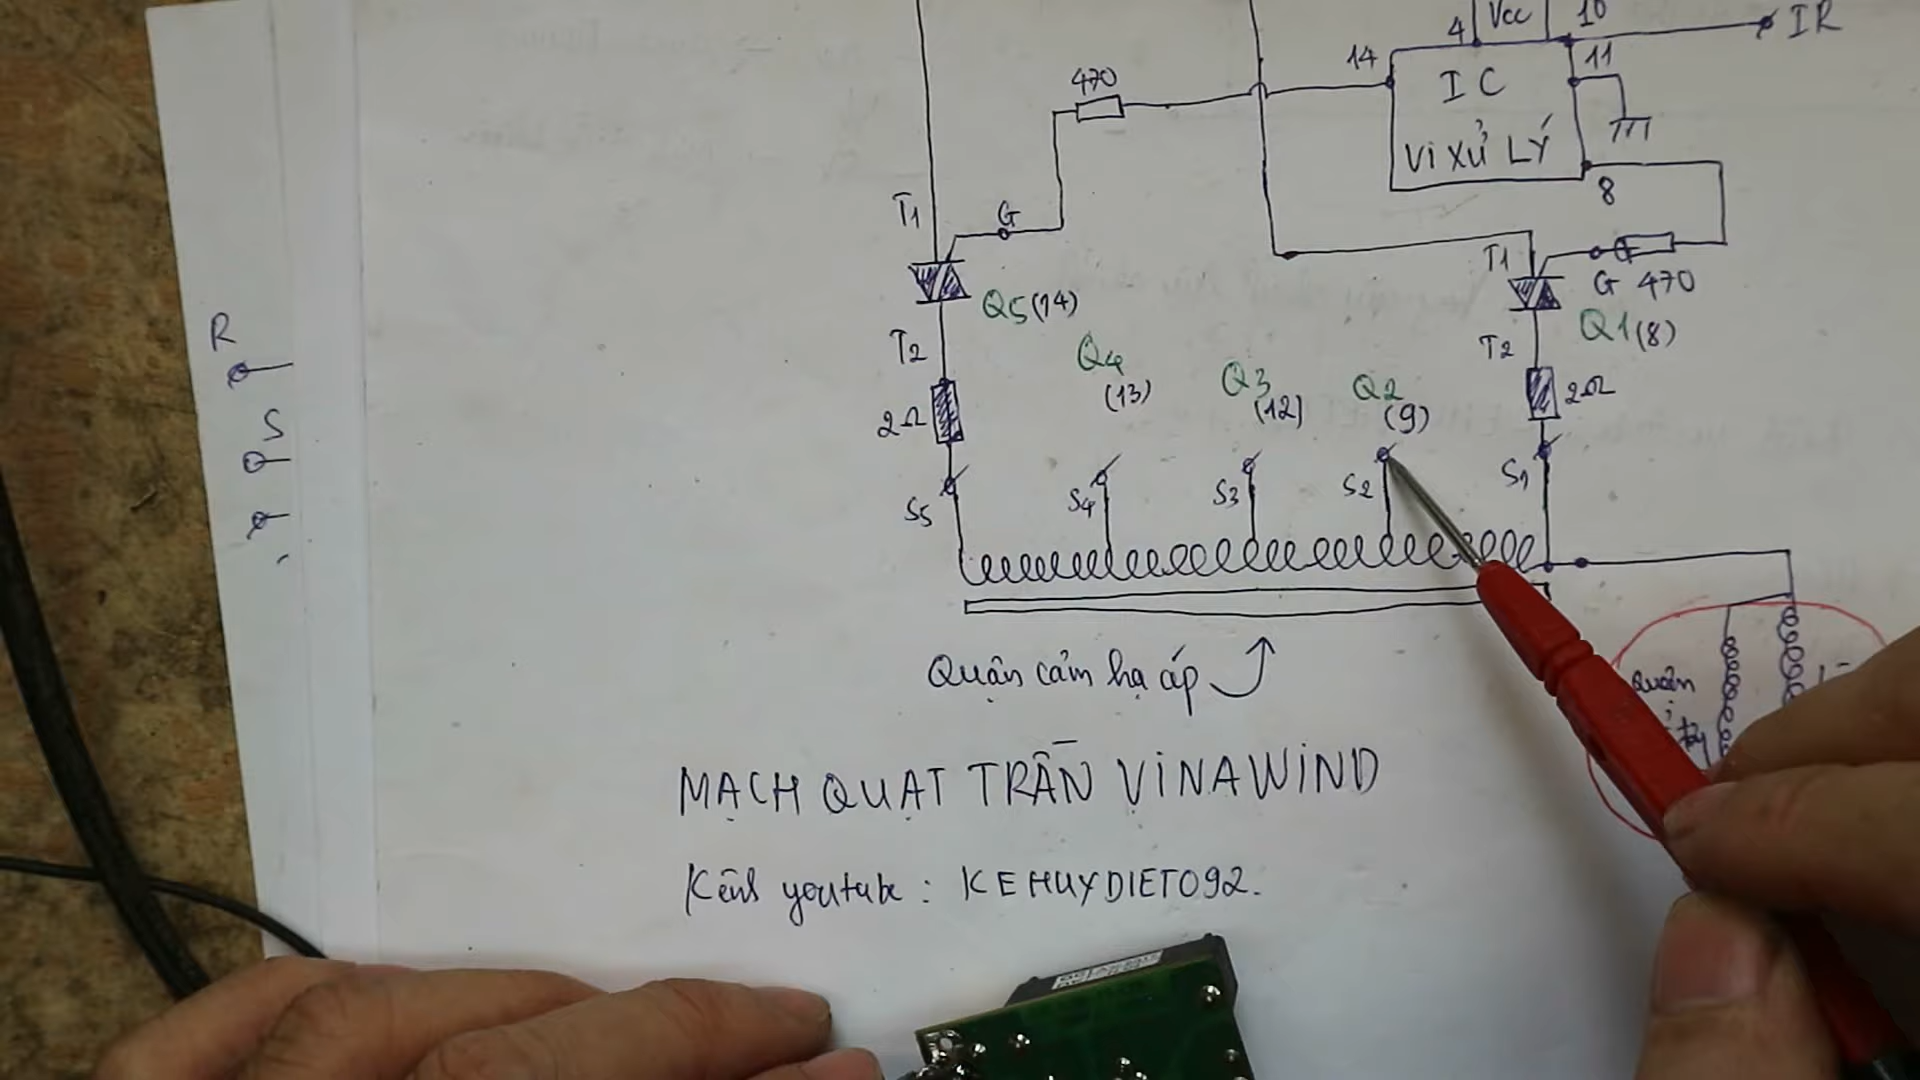 4 Vcc 10
IR
14
11
470
IC
VI XỬ LÝ
8
T1
G
T1
G 470
Q5(14)
Q1(8)
R
T2
T2
Q4
(13)
Q3
(12)
Q2
(9)
2Ω
2Ω
S
S5
S4
S3
S2
S1
Quận cảm hạ áp
quận
MẠCH QUẠT TRẦN VINAWIND
Kênh youtube : KEHUYDIET092.